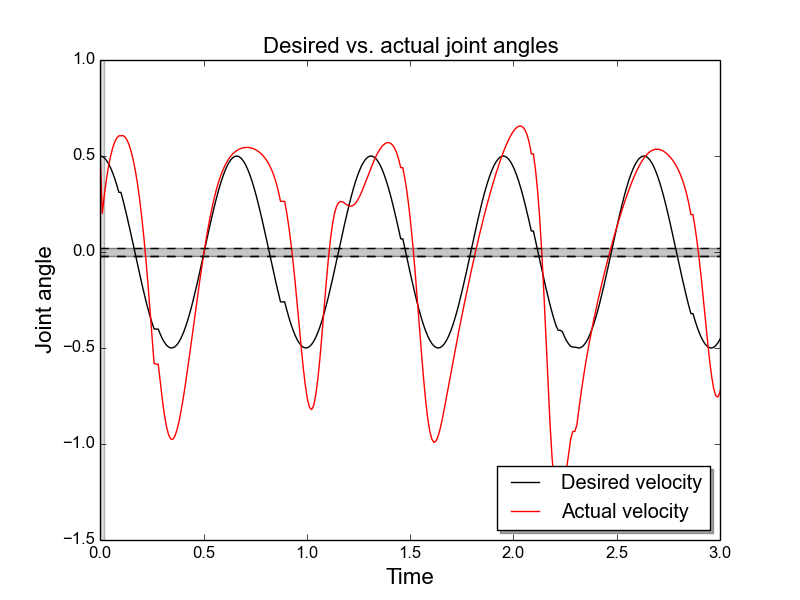 Desired vs. actual joint angles
1.0
0.5
0.0
−0.5
−1.0
−1.5
Joint angle
0.0 0.5 1.0 1.5 2.0 2.5 3.0
Time
Desired velocity
Actual velocity